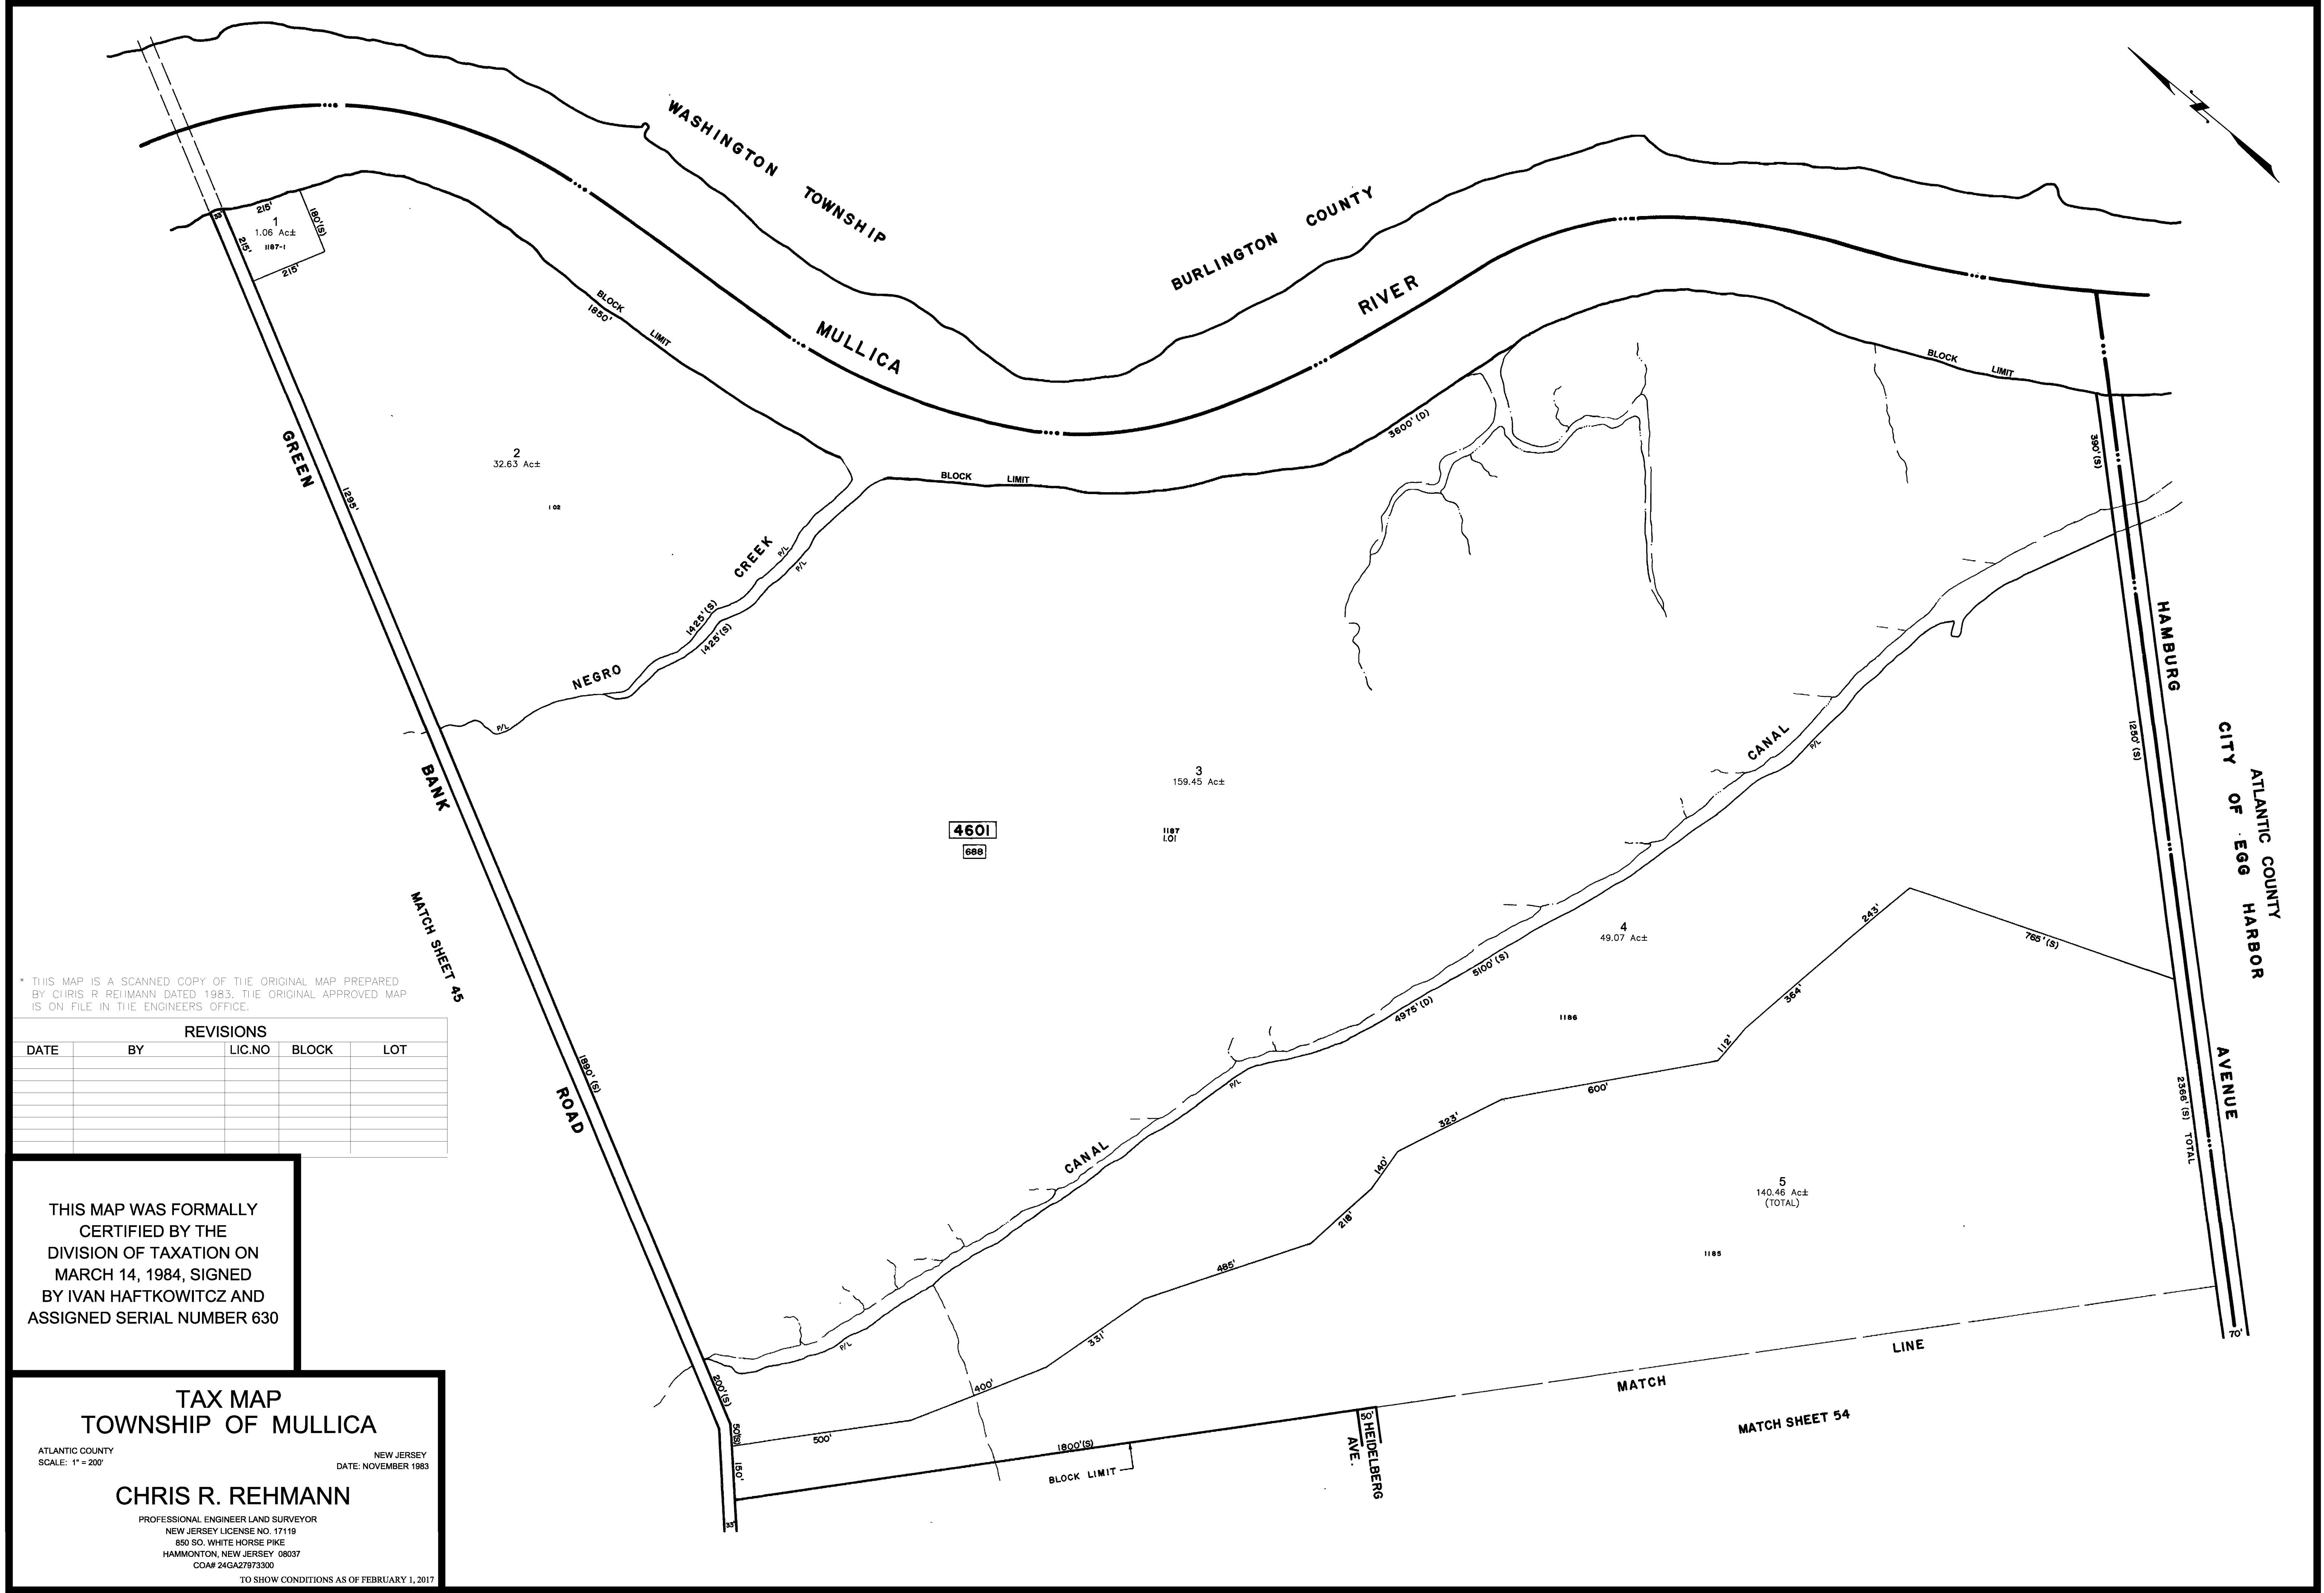 WASHINGTON TOWNSHIP
BURLINGTON COUNTY
MULLICA RIVER
33'
215'
1
1.06 Ac±
1187-1
180'(S)
215'
215'
BLOCK LIMIT
1850'
GREEN BANK ROAD
1295'
2
32.63 Ac±
1 02
BLOCK LIMIT
3600' (D)
BLOCK LIMIT
390' (S)
NEGRO CREEK
P/L
P/L
1425' (S)
1425' (S)
P/L
HAMBURG AVENUE
1250' (S)
CITY OF EGG HARBOR
ATLANTIC COUNTY
3
159.45 Ac±
4601
688
1187
1.01
CANAL
P/L
4
49.07 Ac±
1186
5100' (S)
4975' (D)
243'
765' (S)
364'
112'
600'
323'
140'
218'
485'
331'
400'
500'
2366' (S) TOTAL
5
140.46 Ac±
(TOTAL)
1185
MATCH SHEET 45
1890' (S)
P/L
CANAL
P/L
200'(S)
50'(S)
150'
33'
1800'(S)
BLOCK LIMIT
50'
HEIDELBERG
AVE.
MATCH LINE
MATCH SHEET 54
70'
* THIS MAP IS A SCANNED COPY OF THE ORIGINAL MAP PREPARED
BY CHRIS R REHMANN DATED 1983. THE ORIGINAL APPROVED MAP
IS ON FILE IN THE ENGINEERS OFFICE.
REVISIONS
DATE BY LIC.NO BLOCK LOT
THIS MAP WAS FORMALLY
CERTIFIED BY THE
DIVISION OF TAXATION ON
MARCH 14, 1984, SIGNED
BY IVAN HAFTKOWITCZ AND
ASSIGNED SERIAL NUMBER 630
TAX MAP
TOWNSHIP OF MULLICA
ATLANTIC COUNTY NEW JERSEY
SCALE: 1" = 200' DATE: NOVEMBER 1983
CHRIS R. REHMANN
PROFESSIONAL ENGINEER LAND SURVEYOR
NEW JERSEY LICENSE NO. 17119
850 SO. WHITE HORSE PIKE
HAMMONTON, NEW JERSEY 08037
COA# 24GA27973300
TO SHOW CONDITIONS AS OF FEBRUARY 1, 2017